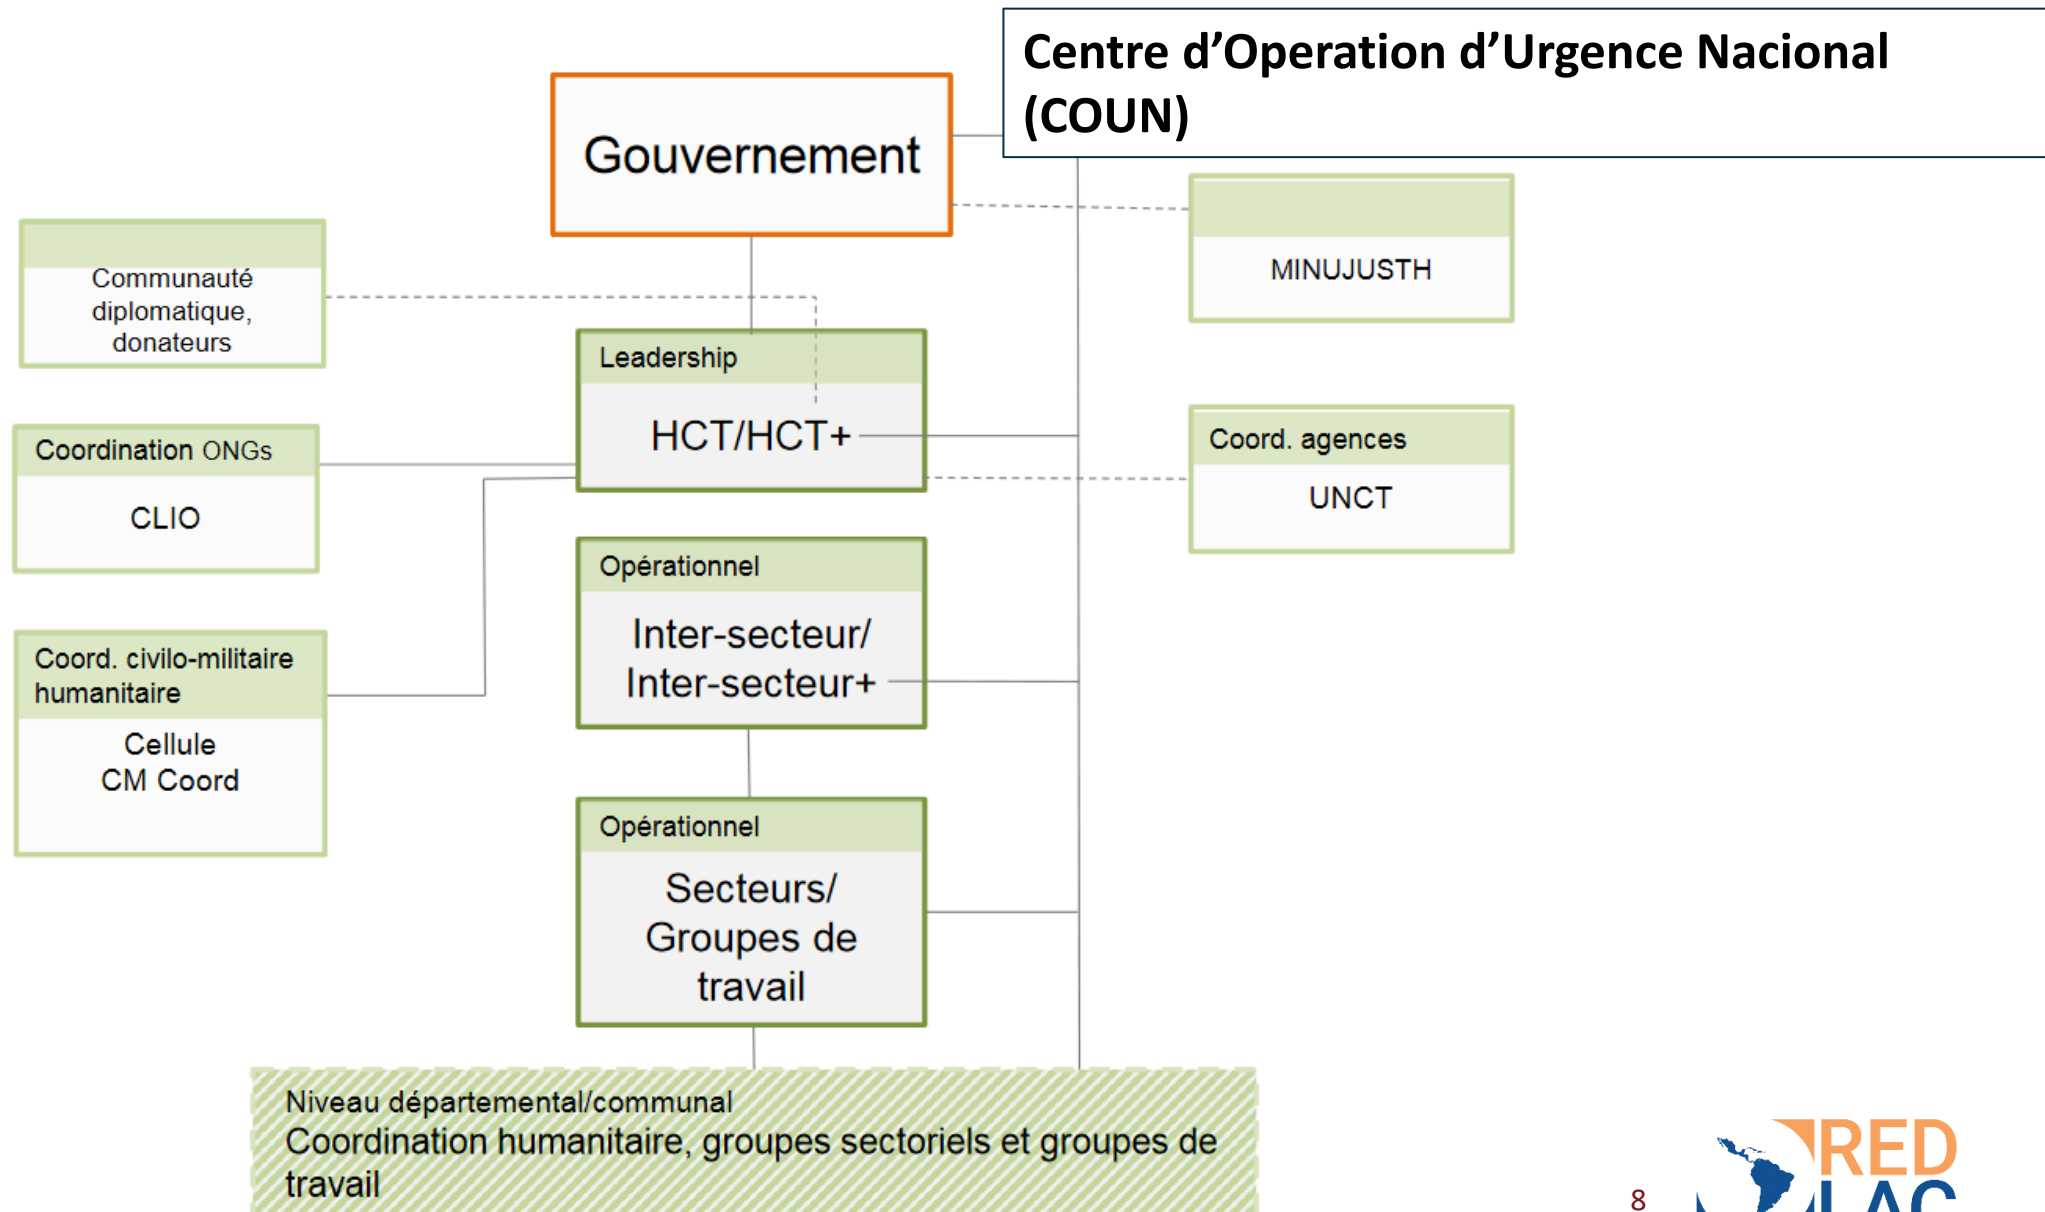 Centre d’Operation d’Urgence Nacional
(COUN)
Gouvernement
MINUJUSTH
Communauté
diplomatique,
donateurs
Leadership
HCT/HCT+
Coordination ONGs
CLIO
Coord. agences
UNCT
Opérationnel
Inter-secteur/
Inter-secteur+
Coord. civilo-militaire
humanitaire
Cellule
CM Coord
Opérationnel
Secteurs/
Groupes de
travail
Niveau départemental/communal
Coordination humanitaire, groupes sectoriels et groupes de
travail
8
RED
LAC